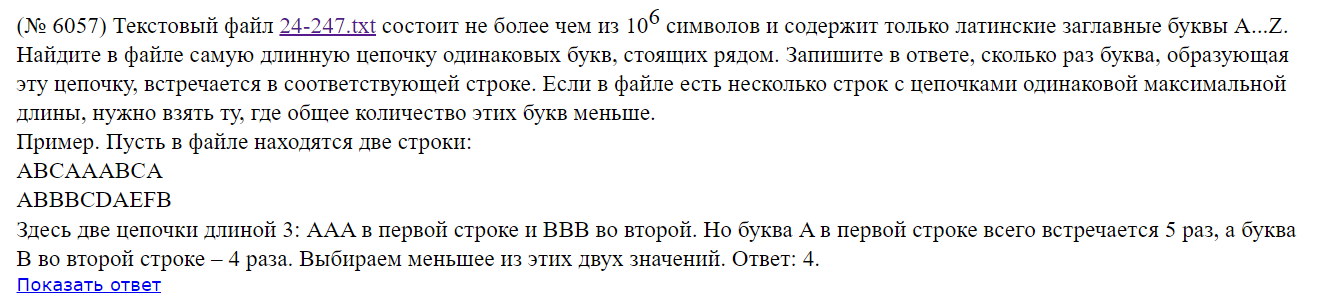 (№ 6057) Текстовый файл 24-247.txt состоит не более чем из 10^6 символов и содержит только латинские заглавные буквы A...Z.
Найдите в файле самую длинную цепочку одинаковых букв, стоящих рядом. Запишите в ответе, сколько раз буква, образующая
эту цепочку, встречается в соответствующей строке. Если в файле есть несколько строк с цепочками одинаковой максимальной
длины, нужно взять ту, где общее количество этих букв меньше.
Пример. Пусть в файле находятся две строки:
ABCAAABCA
ABBBCDAEFB
Здесь две цепочки длиной 3: AAA в первой строке и BBB во второй. Но буква A в первой строке всего встречается 5 раз, а буква
B во второй строке – 4 раза. Выбираем меньшее из этих двух значений. Ответ: 4.
Показать ответ